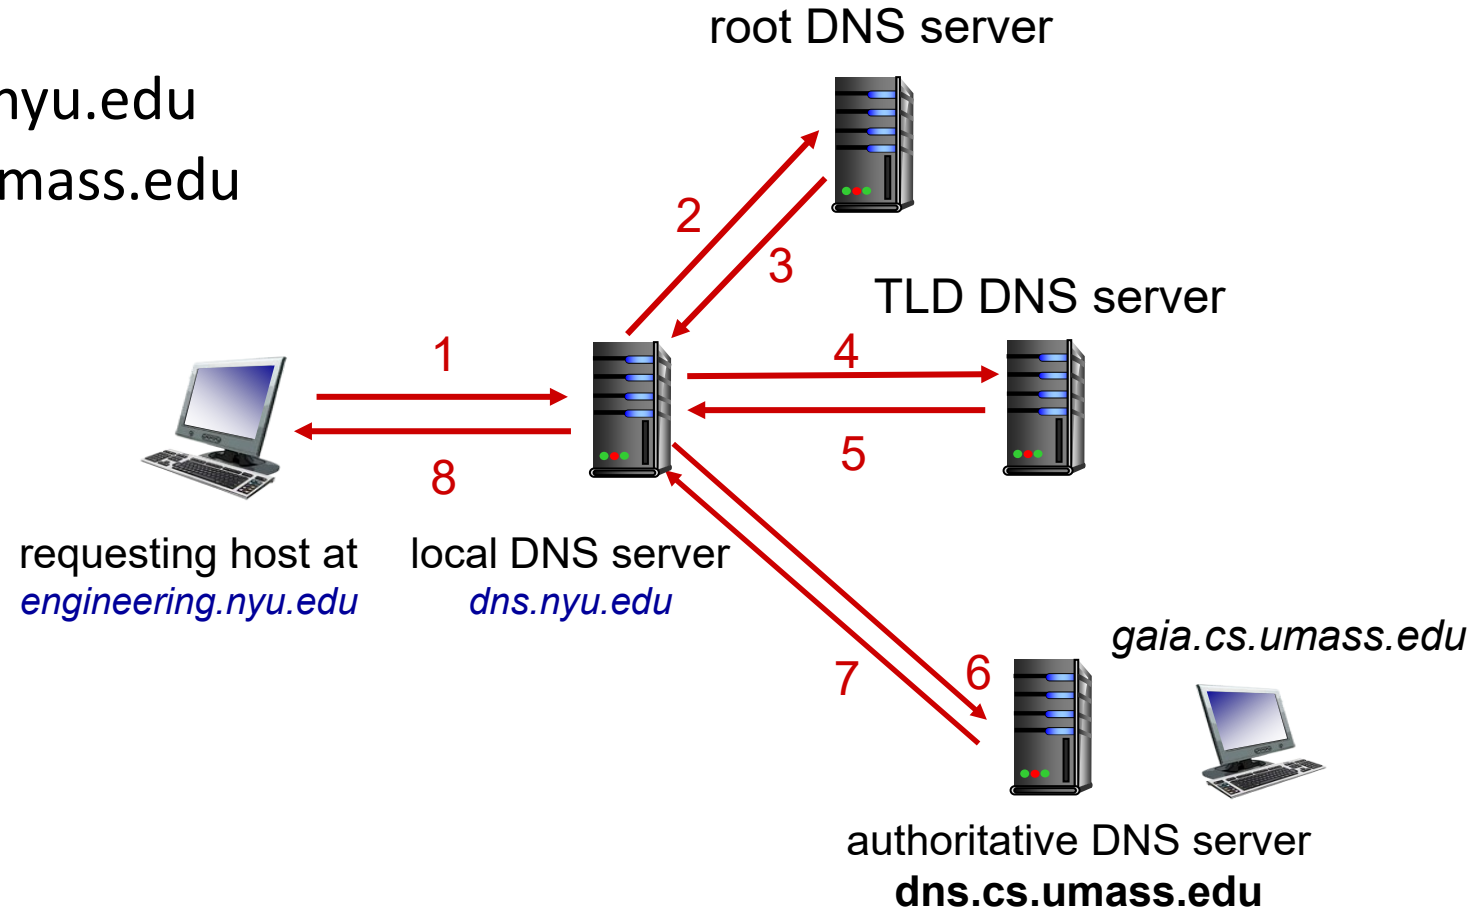 root DNS server
nyu.edu
mass.edu
2
3
TLD DNS server
1
4
5
8
requesting host at
engineering.nyu.edu
local DNS server
dns.nyu.edu
gaia.cs.umass.edu
7
6
authoritative DNS server
dns.cs.umass.edu